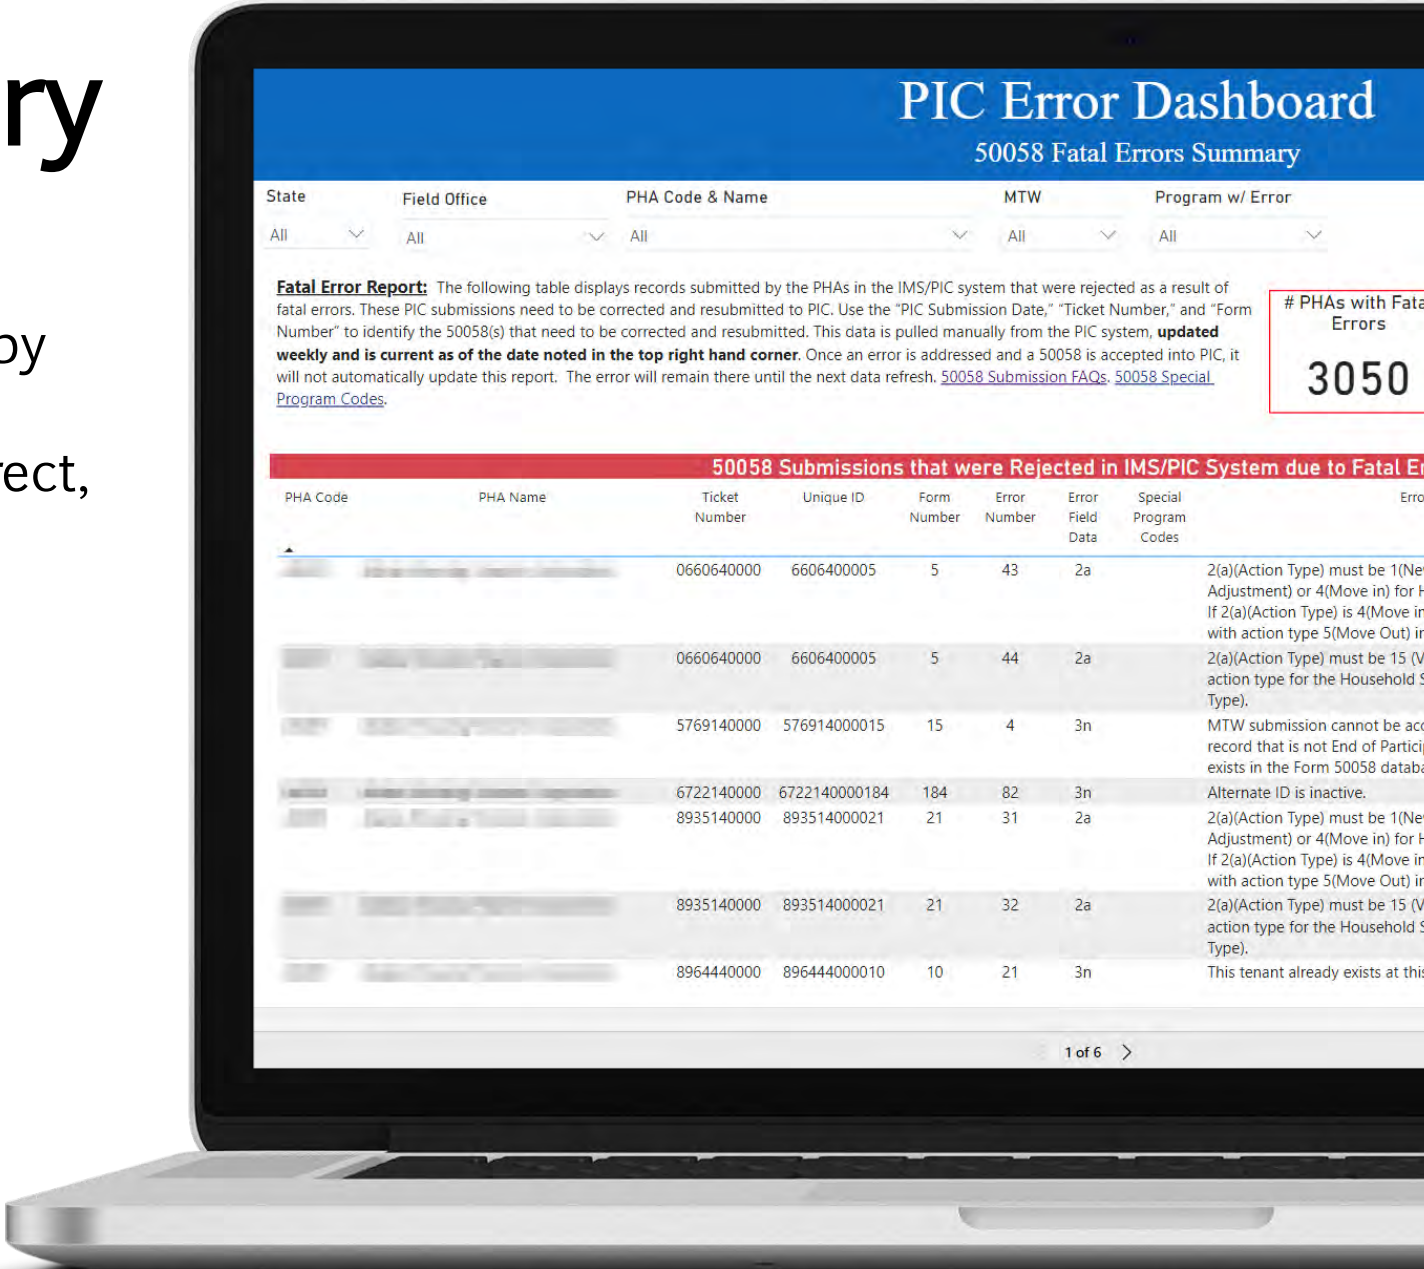 ry
by
rect,
PIC Error Dashboard
50058 Fatal Errors Summary
State Field Office PHA Code & Name MTW Program w/ Error
All All All All All
Fatal Error Report: The following table displays records submitted by the PHAs in the IMS/PIC system that were rejected as a result of
fatal errors. These PIC submissions need to be corrected and resubmitted to PIC. Use the "PIC Submission Date," "Ticket Number," and "Form
Number" to identify the 50058(s) that need to be corrected and resubmitted. This data is pulled manually from the PIC system, updated
weekly and is current as of the date noted in the top right hand corner. Once an error is addressed and a 50058 is accepted into PIC, it
will not automatically update this report. The error will remain there until the next data refresh. 50058 Submission FAQs. 50058 Special
Program Codes.
# PHAs with Fata
Errors
3050
50058 Submissions that were Rejected in IMS/PIC System due to Fatal Er
PHA Code PHA Name Ticket Number Unique ID Form Number Error Number Error Field Data Special Program Codes Erro
0660640000 6606400005 5 43 2a 2(a)(Action Type) must be 1(Ne
Adjustment) or 4(Move in) for H
If 2(a)(Action Type) is 4(Move in
with action type 5(Move Out) in
0660640000 6606400005 5 44 2a 2(a)(Action Type) must be 15 (V
action type for the Household S
Type).
5769140000 576914000015 15 4 3n MTW submission cannot be acc
record that is not End of Partici
exists in the Form 50058 databa
6722140000 6722140000184 184 82 3n Alternate ID is inactive.
8935140000 893514000021 21 31 2a 2(a)(Action Type) must be 1(Ne
Adjustment) or 4(Move in) for H
If 2(a)(Action Type) is 4(Move in
with action type 5(Move Out) in
8935140000 893514000021 21 32 2a 2(a)(Action Type) must be 15 (V
action type for the Household S
Type).
8964440000 896444000010 10 21 3n This tenant already exists at this
1 of 6